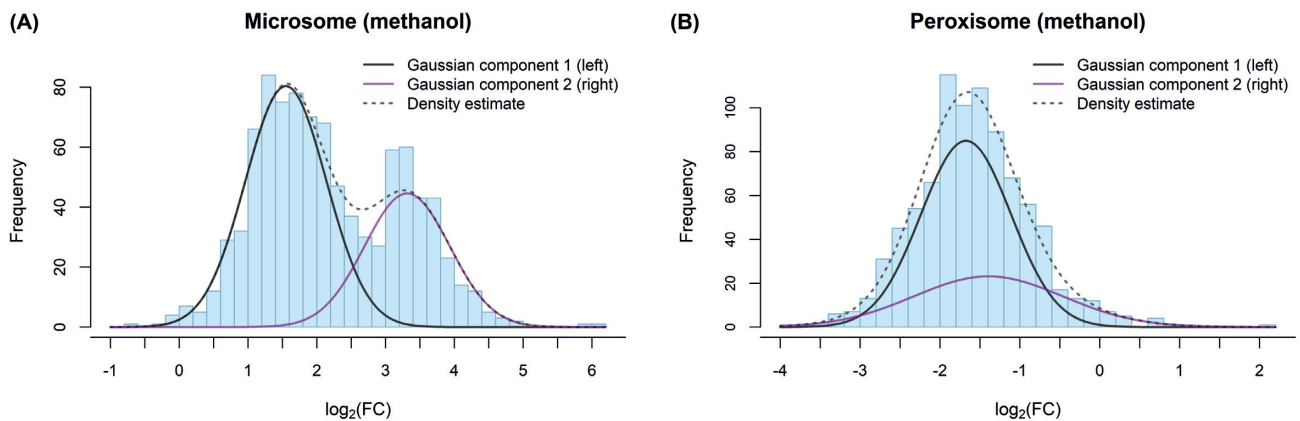 (A)
Microsome (methanol)
Gaussian component 1 (left)
Gaussian component 2 (right)
Density estimate
Frequency
80
60
40
20
0
-1 0 1 2 3 4 5 6
log₂(FC)
(B)
Peroxisome (methanol)
Gaussian component 1 (left)
Gaussian component 2 (right)
Density estimate
Frequency
100
80
60
40
20
0
-4 -3 -2 -1 0 1 2
log₂(FC)